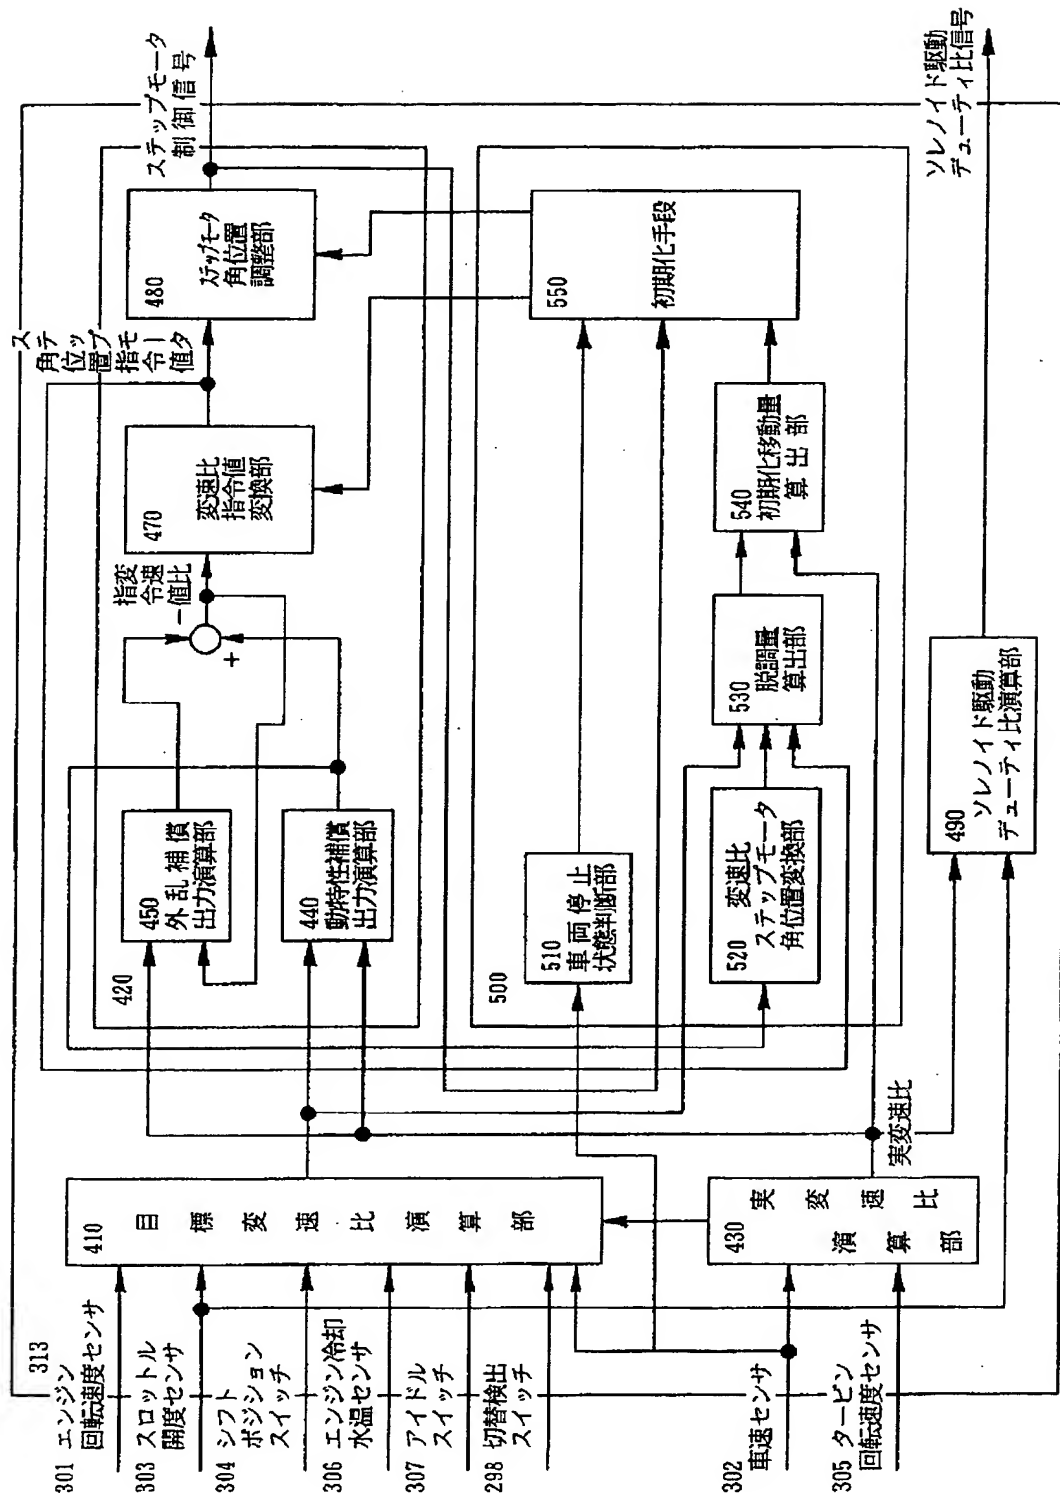 313
301 エンジン
回転速度センサ
303 スロットル
開度センサ
304 シフト
ポジション
スイッチ
306 エンジン冷却
水温センサ
307 アイドル
スイッチ
298 切替検出
スイッチ
302
車速センサ
305 タービン
回転速度センサ
410
目標変速比演算部
430
実変速比
演算部
実変速比
420
450
外乱補償
出力演算部
440
動特性補償
出力演算部
−
+
変速比
指令値
470
変速比
指令値
変換部
ステップモータ
角位置指令値
480
ステップモータ
角位置
調整部
ステップモータ
制御信号
500
510
車両停止
状態判断部
520
変速比
ステップモータ
角位置変換部
530
脱調量
算出部
540
初期化移動量
算出部
550
初期化手段
490
ソレノイド駆動
デューティ比演算部
ソレノイド駆動
デューティ比信号